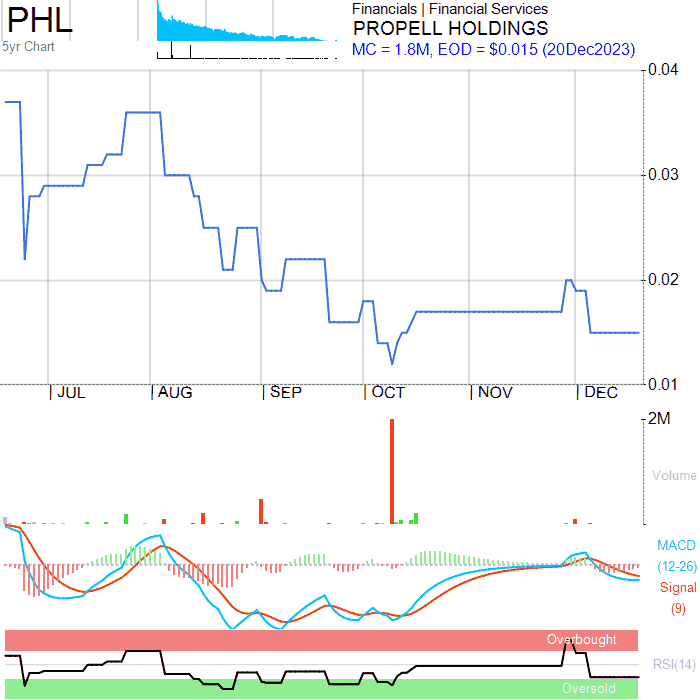 PHL
Financials | Financial Services
PROPELL HOLDINGS
5yr Chart
MC = 1.8M, EOD = $0.015 (20Dec2023)
0.04
0.03
0.02
0.01
| JUL | AUG | SEP | OCT | NOV | DEC
2M
Volume
MACD
(12-26)
Signal
(9)
Overbought
RSI(14)
Oversold